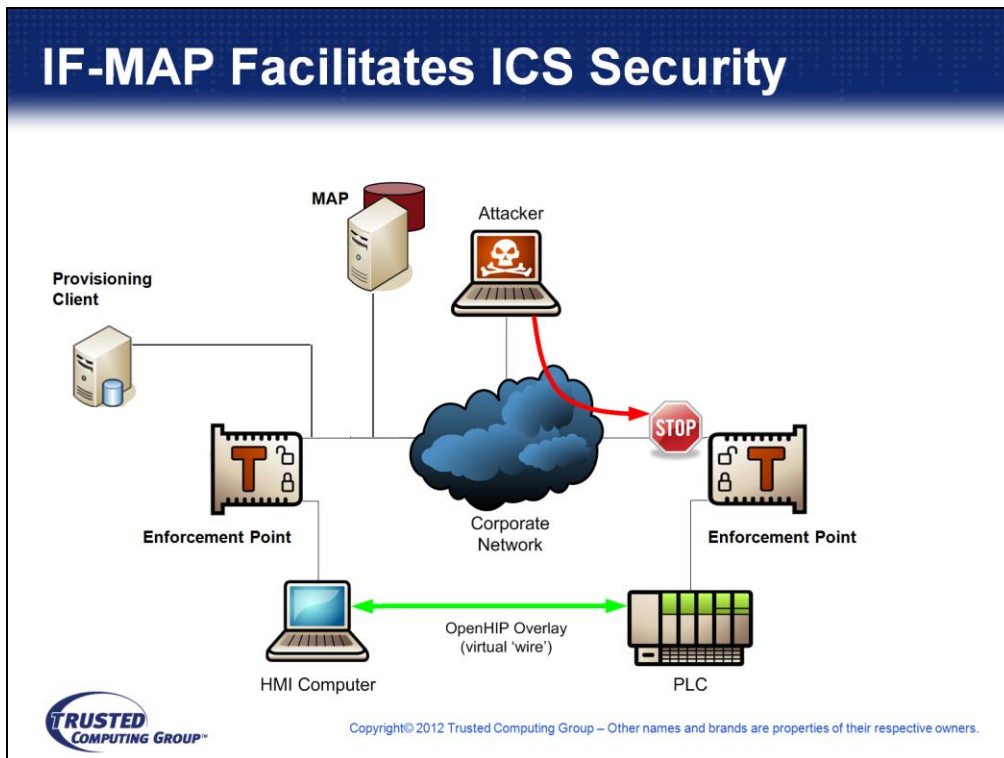 IF-MAP Facilitates ICS Security
MAP
Attacker
Provisioning
Client
STOP
T
T
Enforcement Point
Corporate
Network
Enforcement Point
OpenHIP Overlay
(virtual ‘wire’)
HMI Computer
PLC
TRUSTED
COMPUTING GROUP™
Copyright© 2012 Trusted Computing Group – Other names and brands are properties of their respective owners.